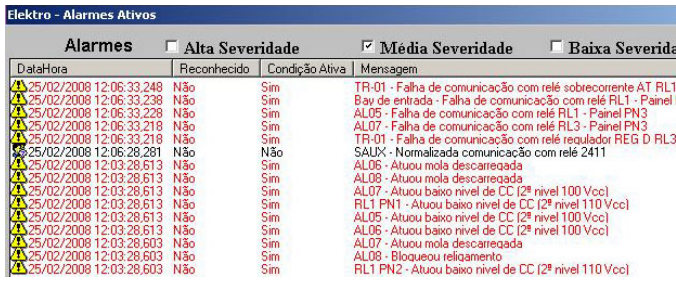 Elektro - Alarmes Ativos
Alarmes Alta Severidade Média Severidade Baixa Severida
DataHora Reconhecido Condição Ativa Mensagem
25/02/2008 12:06:33,248 Não Sim TR-01 - Falha de comunicação com relé sobrecorrente AT RL1
25/02/2008 12:06:33,228 Não Sim Bay de entrada - Falha de comunicação com relé RL1 - Painel
25/02/2008 12:06:33,228 Não Sim AL05 - Falha de comunicação com relé RL1 - Painel PN3
25/02/2008 12:06:33,218 Não Sim AL07 - Falha de comunicação com relé RL3 - Painel PN3
25/02/2008 12:06:33,218 Não Sim TR-01 - Falha de comunicação com relé regulador REG D RL3
25/02/2008 12:06:28,281 Não Não SAUX - Normalizada comunicação com relé 2411
25/02/2008 12:03:28,613 Não Sim AL06 - Atuou mola descarregada
25/02/2008 12:03:28,613 Não Sim AL08 - Atuou mola descarregada
25/02/2008 12:03:28,613 Não Sim AL07 - Atuou baixo nivel de CC (2º nivel 100 Vcc)
25/02/2008 12:03:28,613 Não Sim RL1 PN1 - Atuou baixo nivel de CC (2º nivel 110 Vcc)
25/02/2008 12:03:28,613 Não Sim AL05 - Atuou baixo nivel de CC (2º nivel 100 Vcc)
25/02/2008 12:03:28,613 Não Sim AL06 - Atuou baixo nivel de CC (2º nivel 100 Vcc)
25/02/2008 12:03:28,603 Não Sim AL07 - Atuou mola descarregada
25/02/2008 12:03:28,603 Não Sim AL08 - Bloqueou religamento
25/02/2008 12:03:28,603 Não Sim RL1 PN2 - Atuou baixo nivel de CC (2º nivel 110 Vcc)